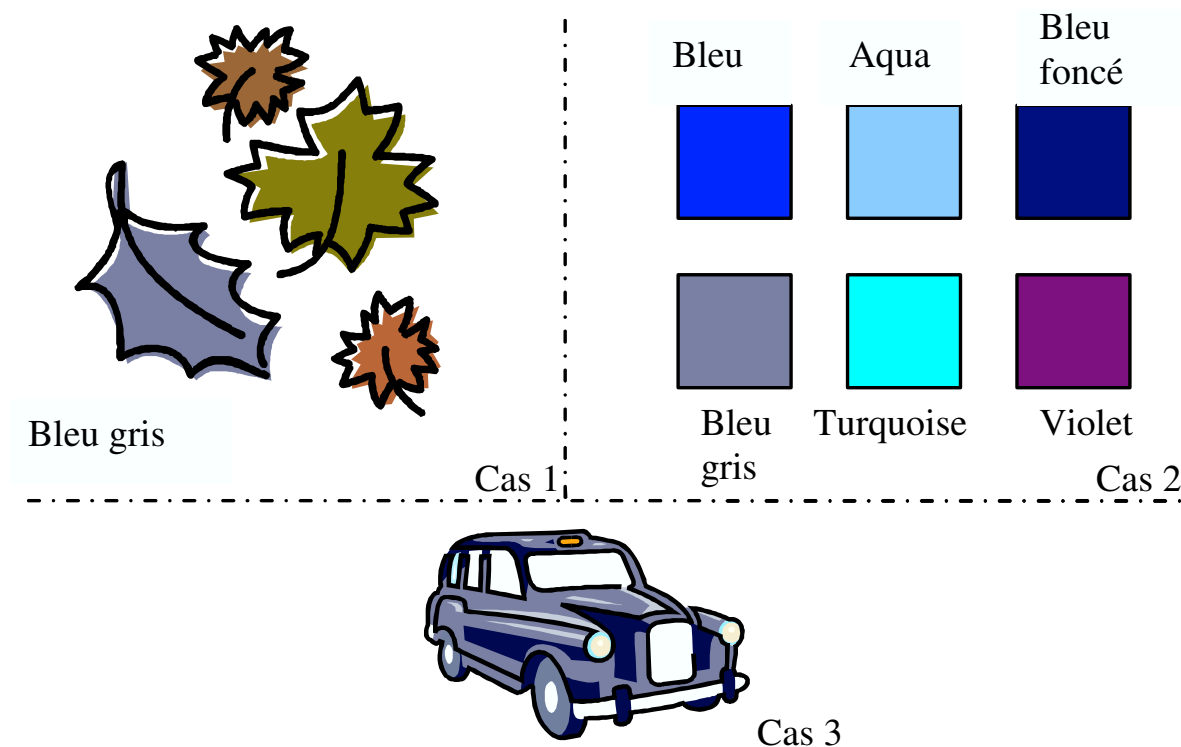 Bleu gris
Cas 1
Bleu
Aqua
Bleu
foncé
Bleu
gris
Turquoise
Violet
Cas 2
Cas 3